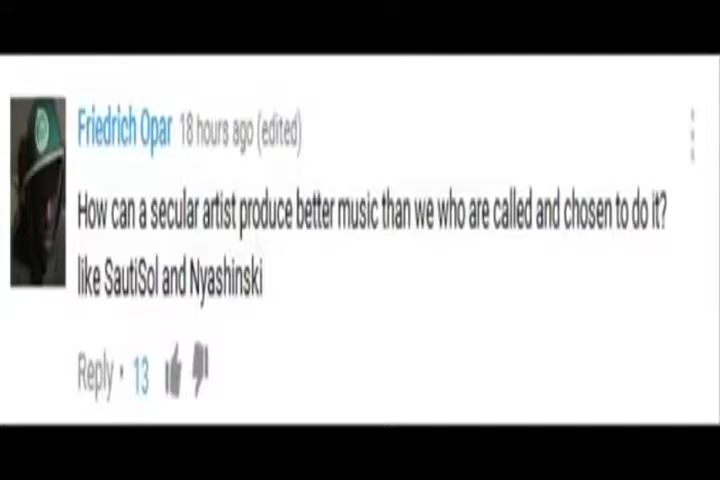 Friedrich Opar 18 hours ago (edited)
How can a secular artist produce better music than we who are called and chosen to do it?
like SautiSol and Nyashinski
Reply • 13